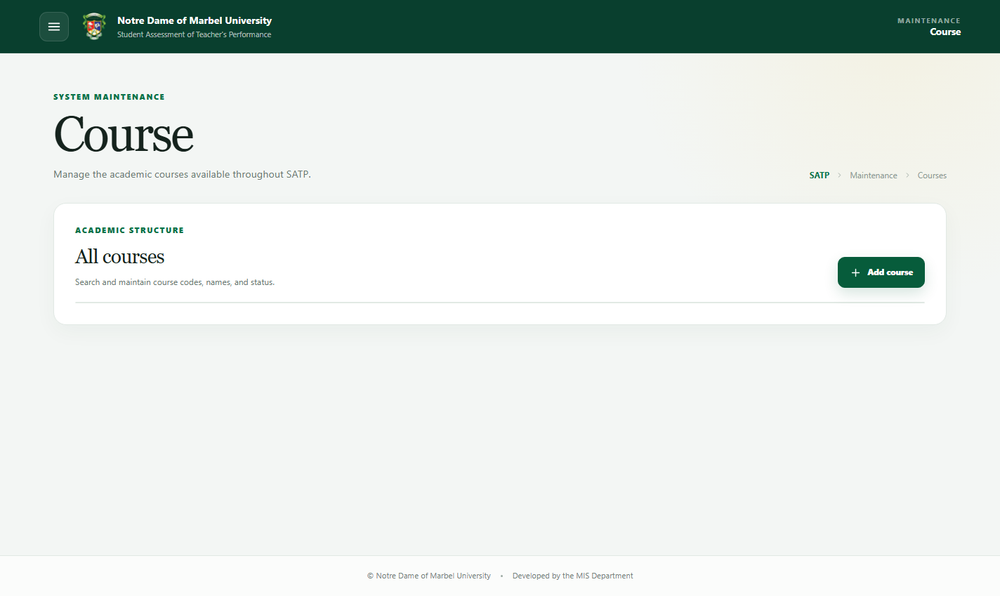 Notre Dame of Marbel University
Student Assessment of Teacher's Performance
MAINTENANCE
Course
SYSTEM MAINTENANCE
Course
Manage the academic courses available throughout SATP.
SATP > Maintenance > Courses
ACADEMIC STRUCTURE
All courses
Search and maintain course codes, names, and status.
+ Add course
© Notre Dame of Marbel University • Developed by the MIS Department